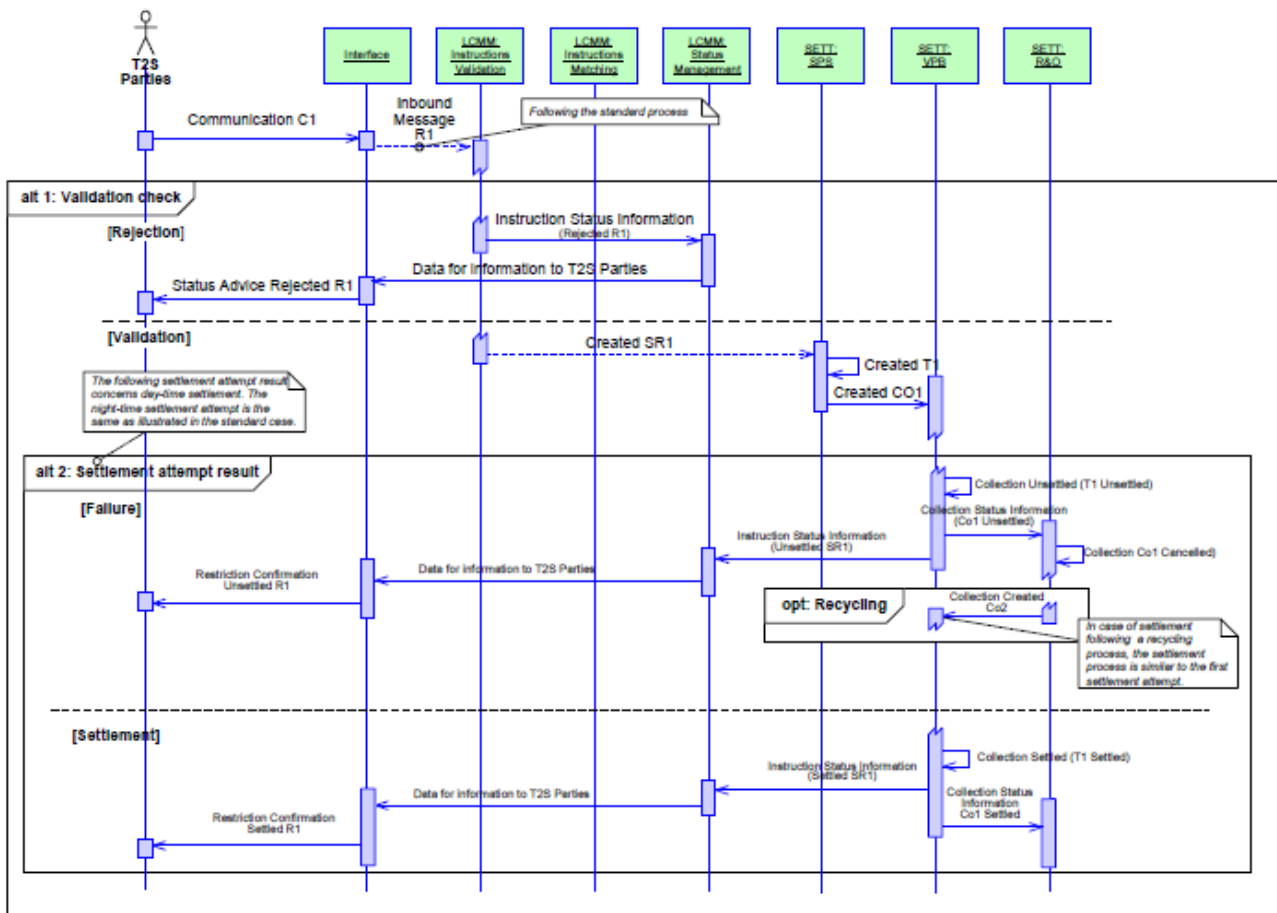 T2S
Parties
Interface
LCMM:
Instructions
Validation
LCMM:
Instructions
Matching
LCMM:
Status
Management
SETT:
SPS
SETT:
VPB
SETT:
R&O
Communication C1
Inbound
Message
R1
Following the standard process
alt 1: Validation check
[Rejection]
Instruction Status Information
(Rejected R1)
Data for information to T2S Parties
Status Advice Rejected R1
[Validation]
Created SR1
Created T1
Created CO1
The following settlement attempt result
concerns day-time settlement. The
night-time settlement attempt is the
same as illustrated in the standard case.
alt 2: Settlement attempt result
[Failure]
Collection Unsettled (T1 Unsettled)
Collection Status Information
(Co1 Unsettled)
Instruction Status Information
(Unsettled SR1)
Collection Co1 Cancelled)
Data for information to T2S Parties
Restriction Confirmation
Unsettled R1
opt: Recycling
Collection Created
Co2
In case of settlement
following a recycling
process, the settlement
process is similar to the first
settlement attempt.
[Settlement]
Collection Settled (T1 Settled)
Instruction Status Information
(Settled SR1)
Data for information to T2S Parties
Collection Status
Information
Co1 Settled
Restriction Confirmation
Settled R1